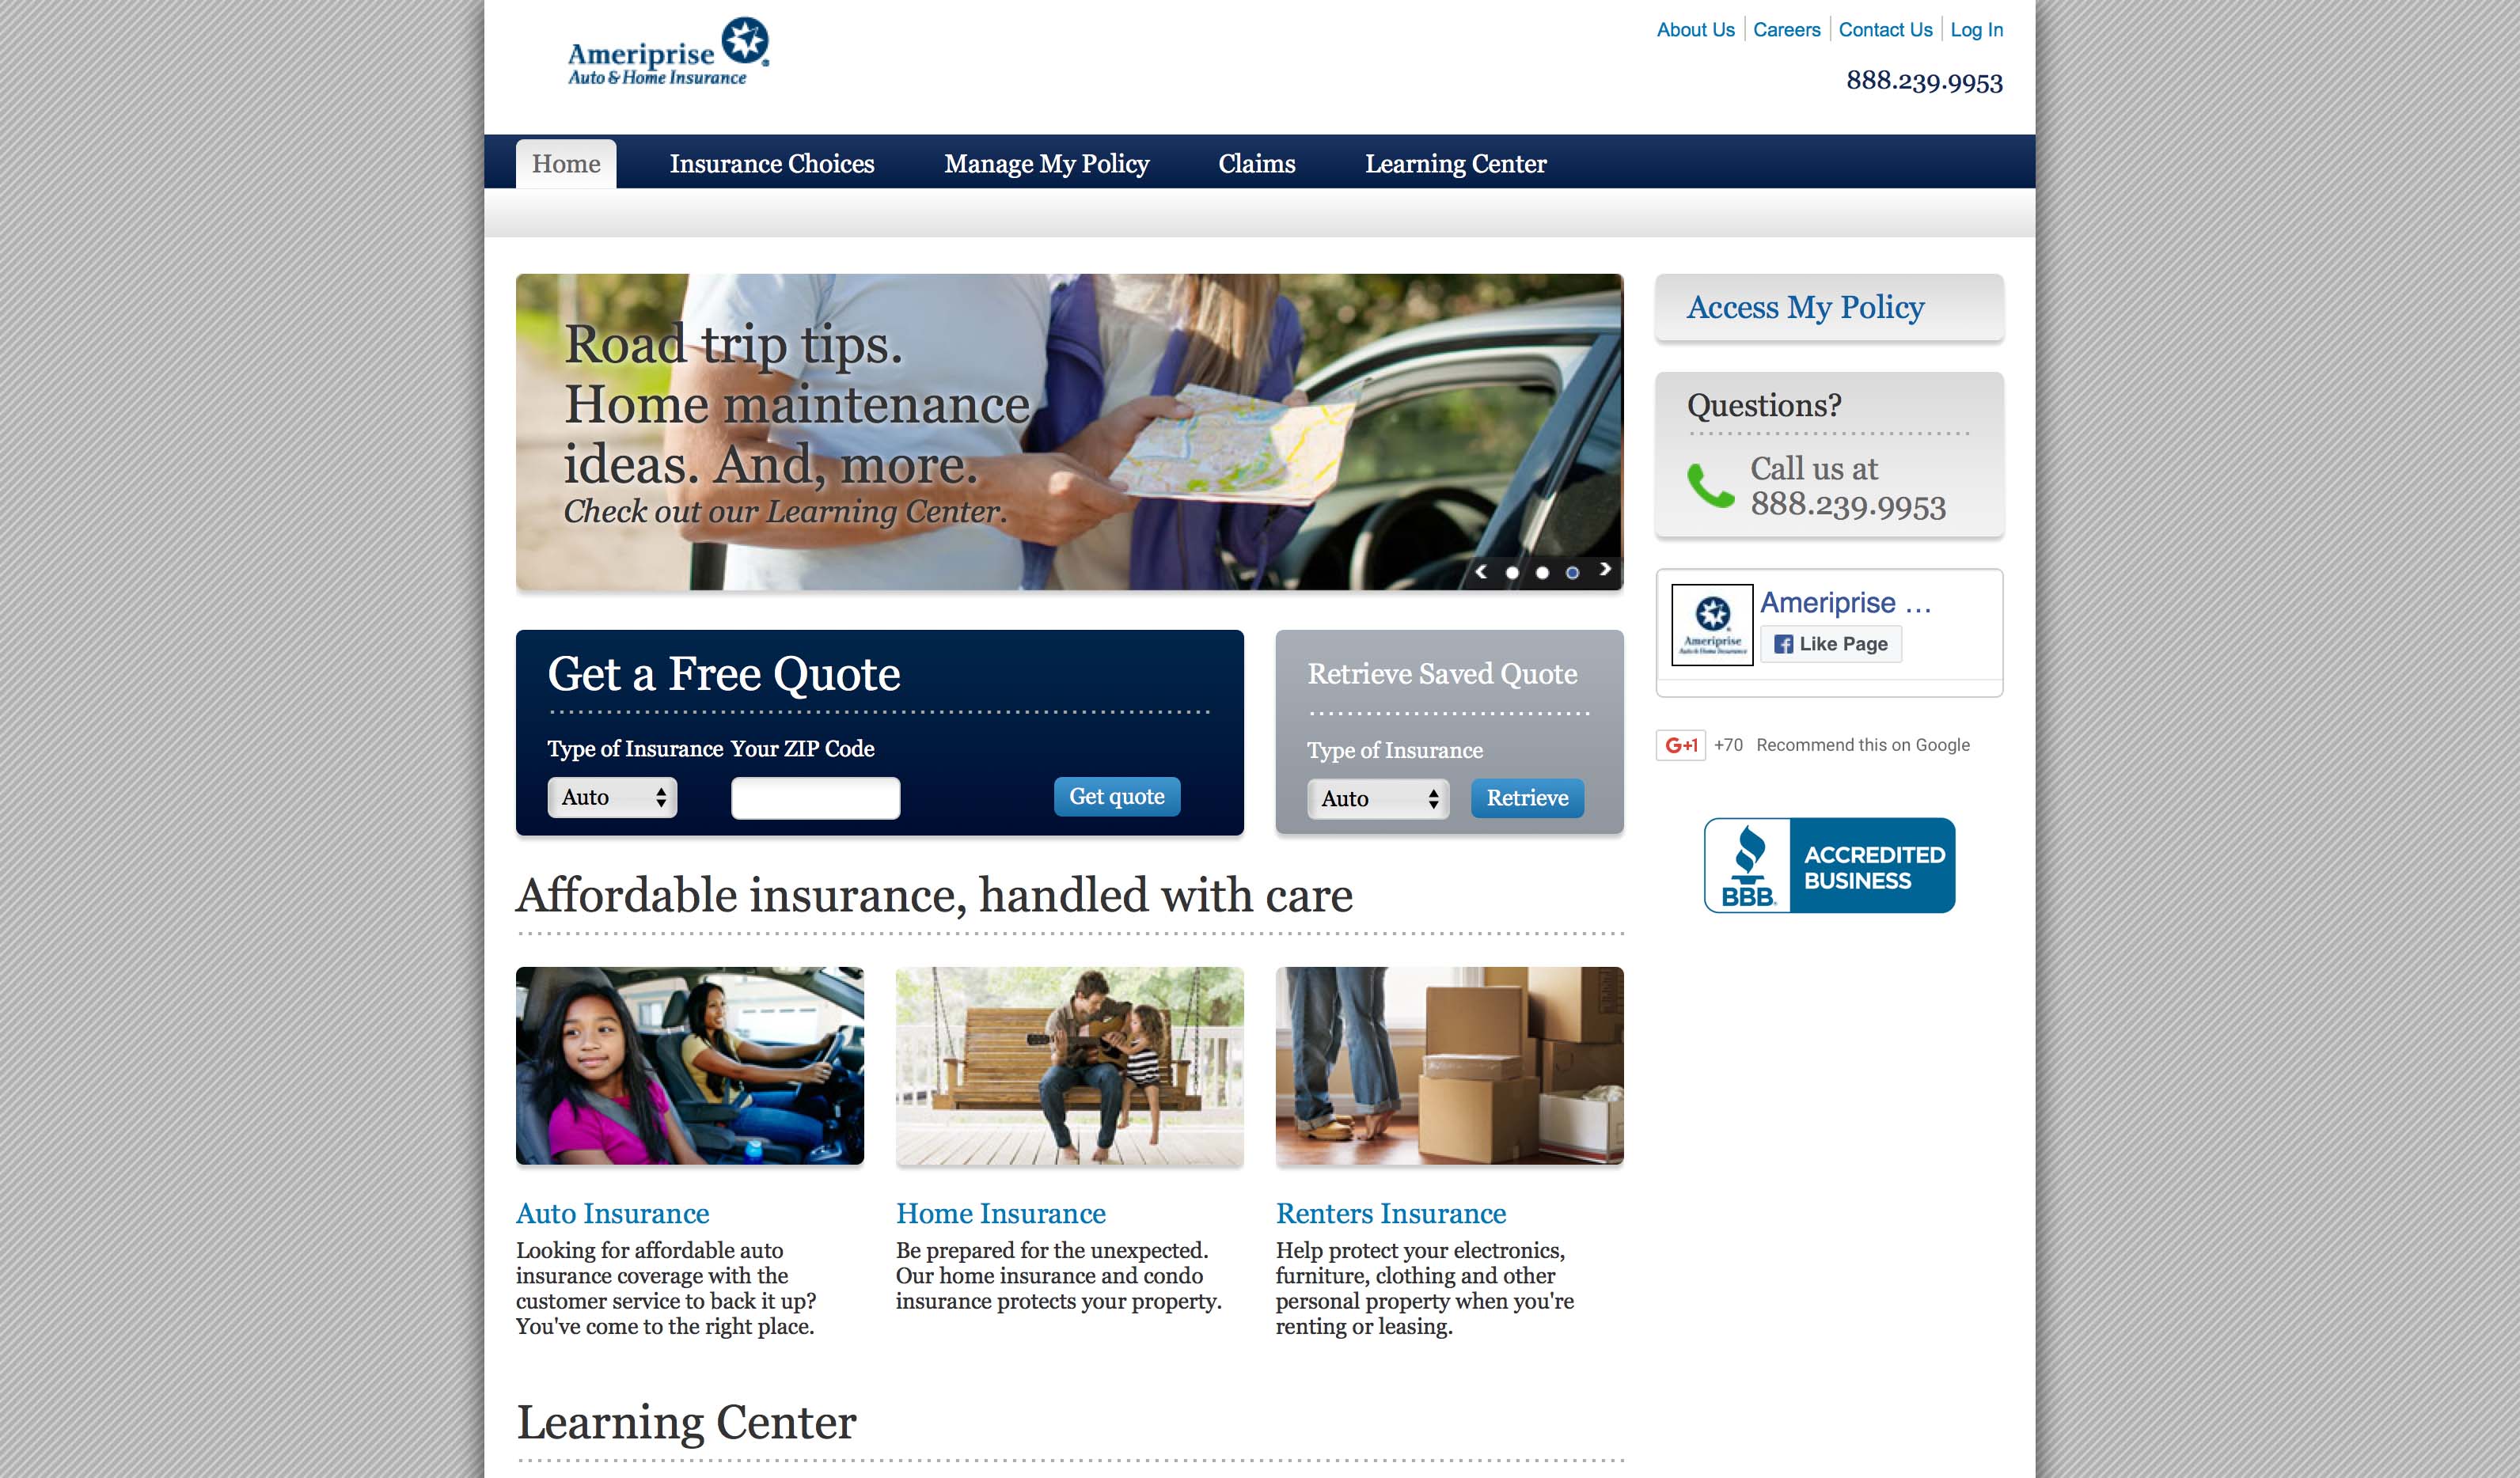 Ameriprise
Auto & Home Insurance
About Us
Careers
Contact Us
Log In
888.239.9953
Home
Insurance Choices
Manage My Policy
Claims
Learning Center
Road trip tips.
Home maintenance
ideas. And, more.
Check out our Learning Center.
Access My Policy
Questions?
Call us at
888.239.9953
Ameriprise
Auto & Home Insurance
Ameriprise …
Like Page
G+1
+70
Recommend this on Google
BBB
ACCREDITED
BUSINESS
Get a Free Quote
Type of Insurance
Your ZIP Code
Auto
Get quote
Retrieve Saved Quote
Type of Insurance
Auto
Retrieve
Affordable insurance, handled with care
Auto Insurance
Looking for affordable auto
insurance coverage with the
customer service to back it up?
You've come to the right place.
Home Insurance
Be prepared for the unexpected.
Our home insurance and condo
insurance protects your property.
Renters Insurance
Help protect your electronics,
furniture, clothing and other
personal property when you're
renting or leasing.
Learning Center